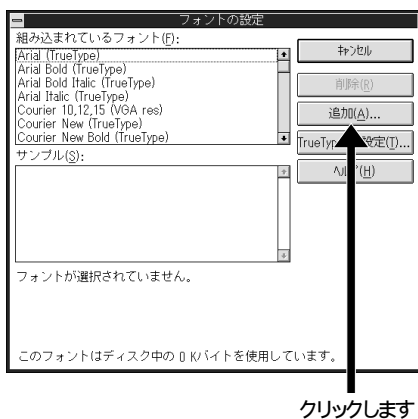 フォントの設定
組み込まれているフォント(F):
Arial (TrueType)
Arial Bold (TrueType)
Arial Bold Italic (TrueType)
Arial Italic (TrueType)
Courier 10,12,15 (VGA res)
Courier New (TrueType)
Courier New Bold (TrueType)
キャンセル
削除(R)
追加(A)...
TrueType 設定(T)...
(H)
サンプル(S):
フォントが選択されていません。
このフォントはディスク中の 0 Kバイトを使用しています。
クリックします